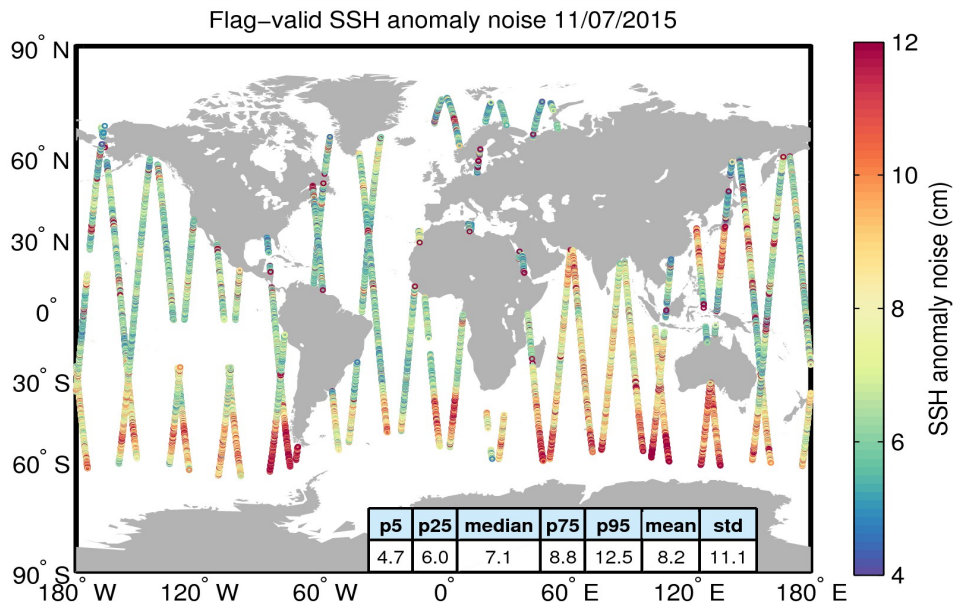 Flag−valid SSH anomaly noise 11/07/2015
90° N
60° N
30° N
0°
30° S
60° S
90° S
180° W
120° W
60° W
0°
60° E
120° E
180° E
p5 p25 median p75 p95 mean std
4.7 6.0 7.1 8.8 12.5 8.2 11.1
12
10
8
6
4
SSH anomaly noise (cm)